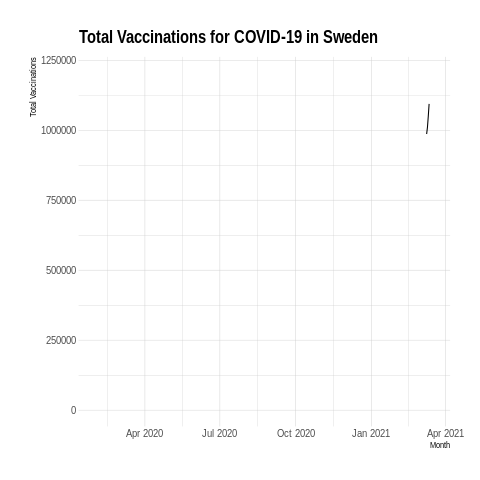 Total Vaccinations for COVID-19 in Sweden
Total Vaccinations
1250000
1000000
750000
500000
250000
0
Apr 2020 Jul 2020 Oct 2020 Jan 2021 Apr 2021
Month